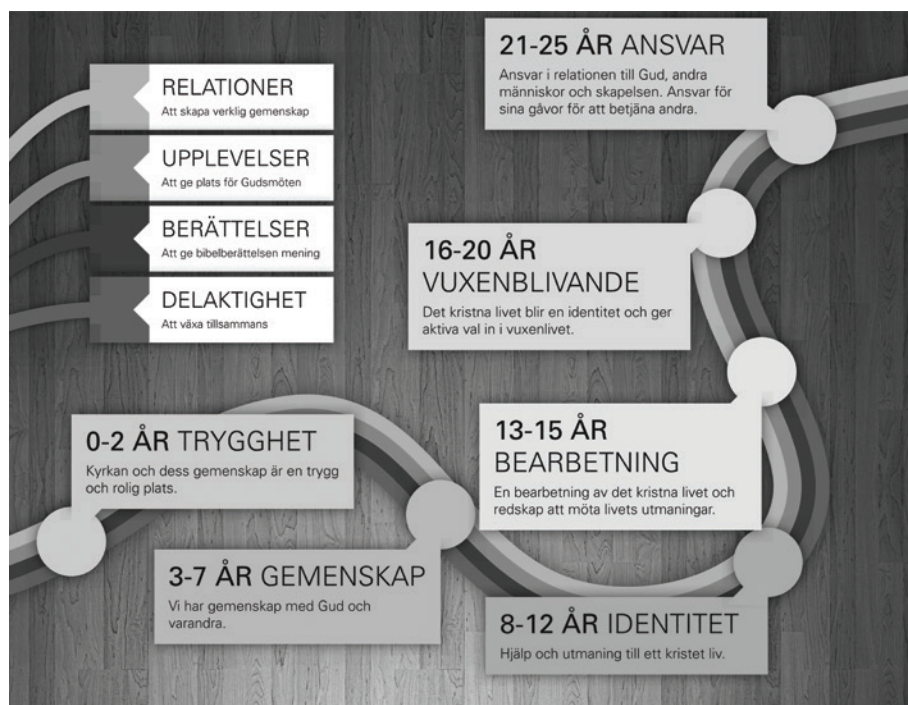 RELATIONER
Att skapa verklig gemenskap
UPPLEVELSER
Att ge plats för Gudsmöten
BERÄTTELSER
Att ge bibelberättelsen mening
DELAKTIGHET
Att växa tillsammans
0-2 ÅR TRYGGHET
Kyrkan och dess gemenskap är en trygg
och rolig plats.
3-7 ÅR GEMENSKAP
Vi har gemenskap med Gud och
varandra.
8-12 ÅR IDENTITET
Hjälp och utmaning till ett kristet liv.
13-15 ÅR
BEARBETNING
En bearbetning av det kristna livet och
redskap att möta livets utmaningar.
16-20 ÅR
VUXENBLIVANDE
Det kristna livet blir en identitet och ger
aktiva val in i vuxenlivet.
21-25 ÅR ANSVAR
Ansvar i relationen till Gud, andra
människor och skapelsen. Ansvar för
sina gåvor för att betjäna andra.